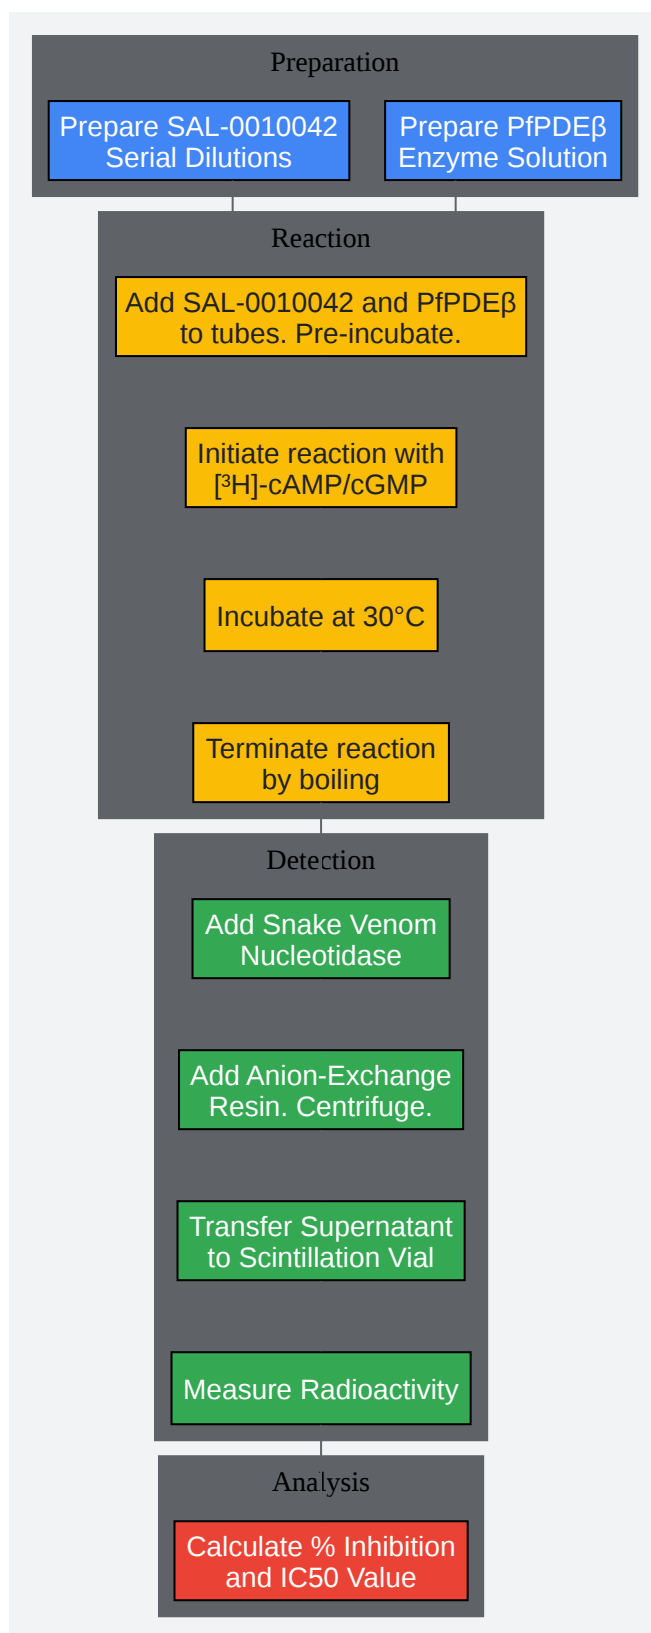 Preparation
Prepare SAL-0010042
Serial Dilutions
Prepare PfPDEβ
Enzyme Solution
Reaction
Add SAL-0010042 and PfPDEβ
to tubes. Pre-incubate.
Initiate reaction with
[³H]-cAMP/cGMP
Incubate at 30°C
Terminate reaction
by boiling
Detection
Add Snake Venom
Nucleotidase
Add Anion-Exchange
Resin. Centrifuge.
Transfer Supernatant
to Scintillation Vial
Measure Radioactivity
Analysis
Calculate % Inhibition
and IC50 Value